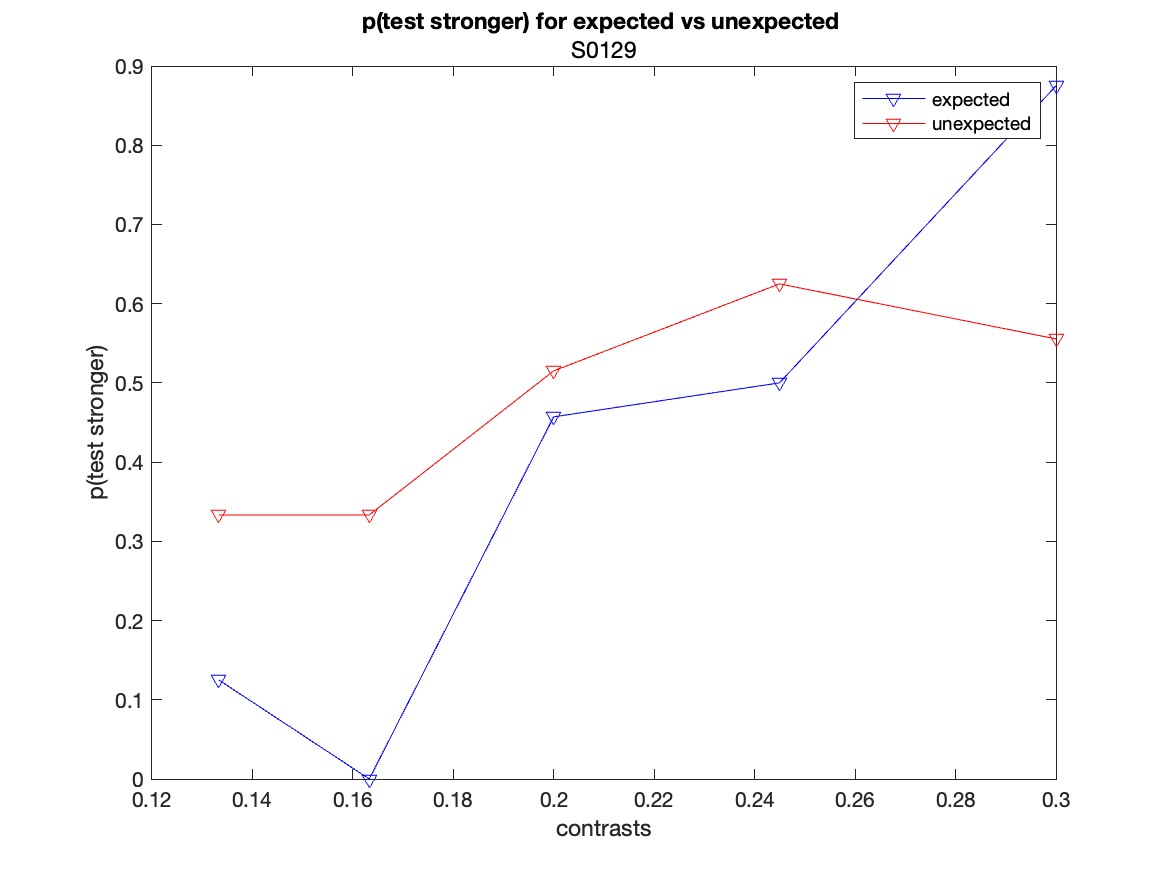 p(test stronger) for expected vs unexpected
S0129
0.9
0.8
0.7
0.6
0.5
0.4
0.3
0.2
0.1
0
p(test stronger)
expected
unexpected
0.12 0.14 0.16 0.18 0.2 0.22 0.24 0.26 0.28 0.3
contrasts